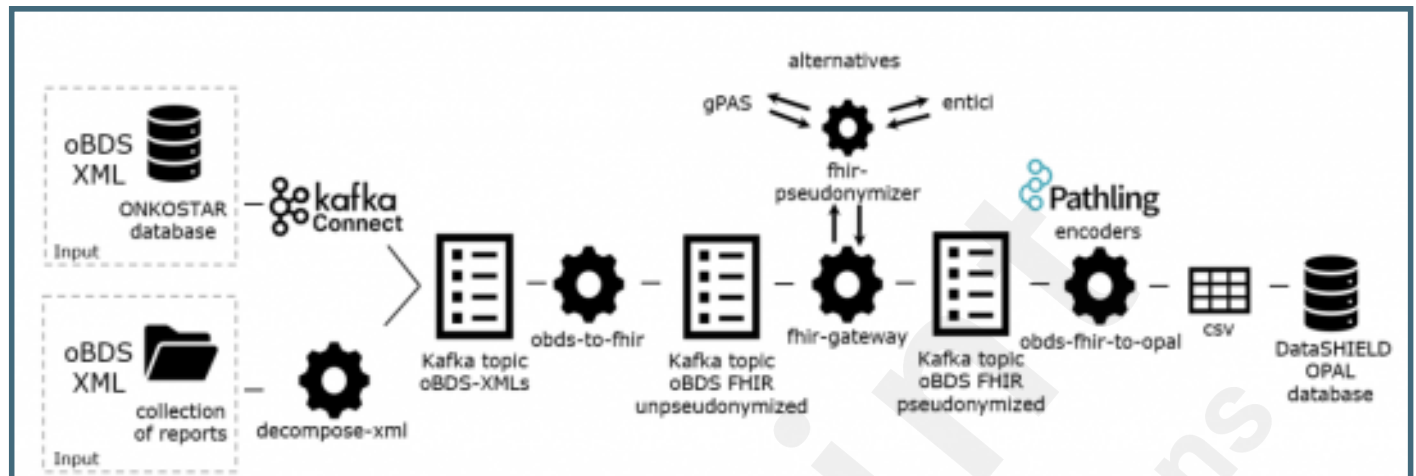 alternatives
gPAS
entici
fhir-
pseudonymizer
oBDS
XML
ONKOSTAR
database
Input
kafka
Connect
Pathling
encoders
oBDS
XML
collection
of reports
Input
decompose-xml
Kafka topic
oBDS-XMLs
obds-to-fhir
Kafka topic
oBDS FHIR
unpseudonymized
fhir-gateway
Kafka topic
oBDS FHIR
pseudonymized
obds-fhir-to-opal
csv
DataSHIELD
OPAL
database